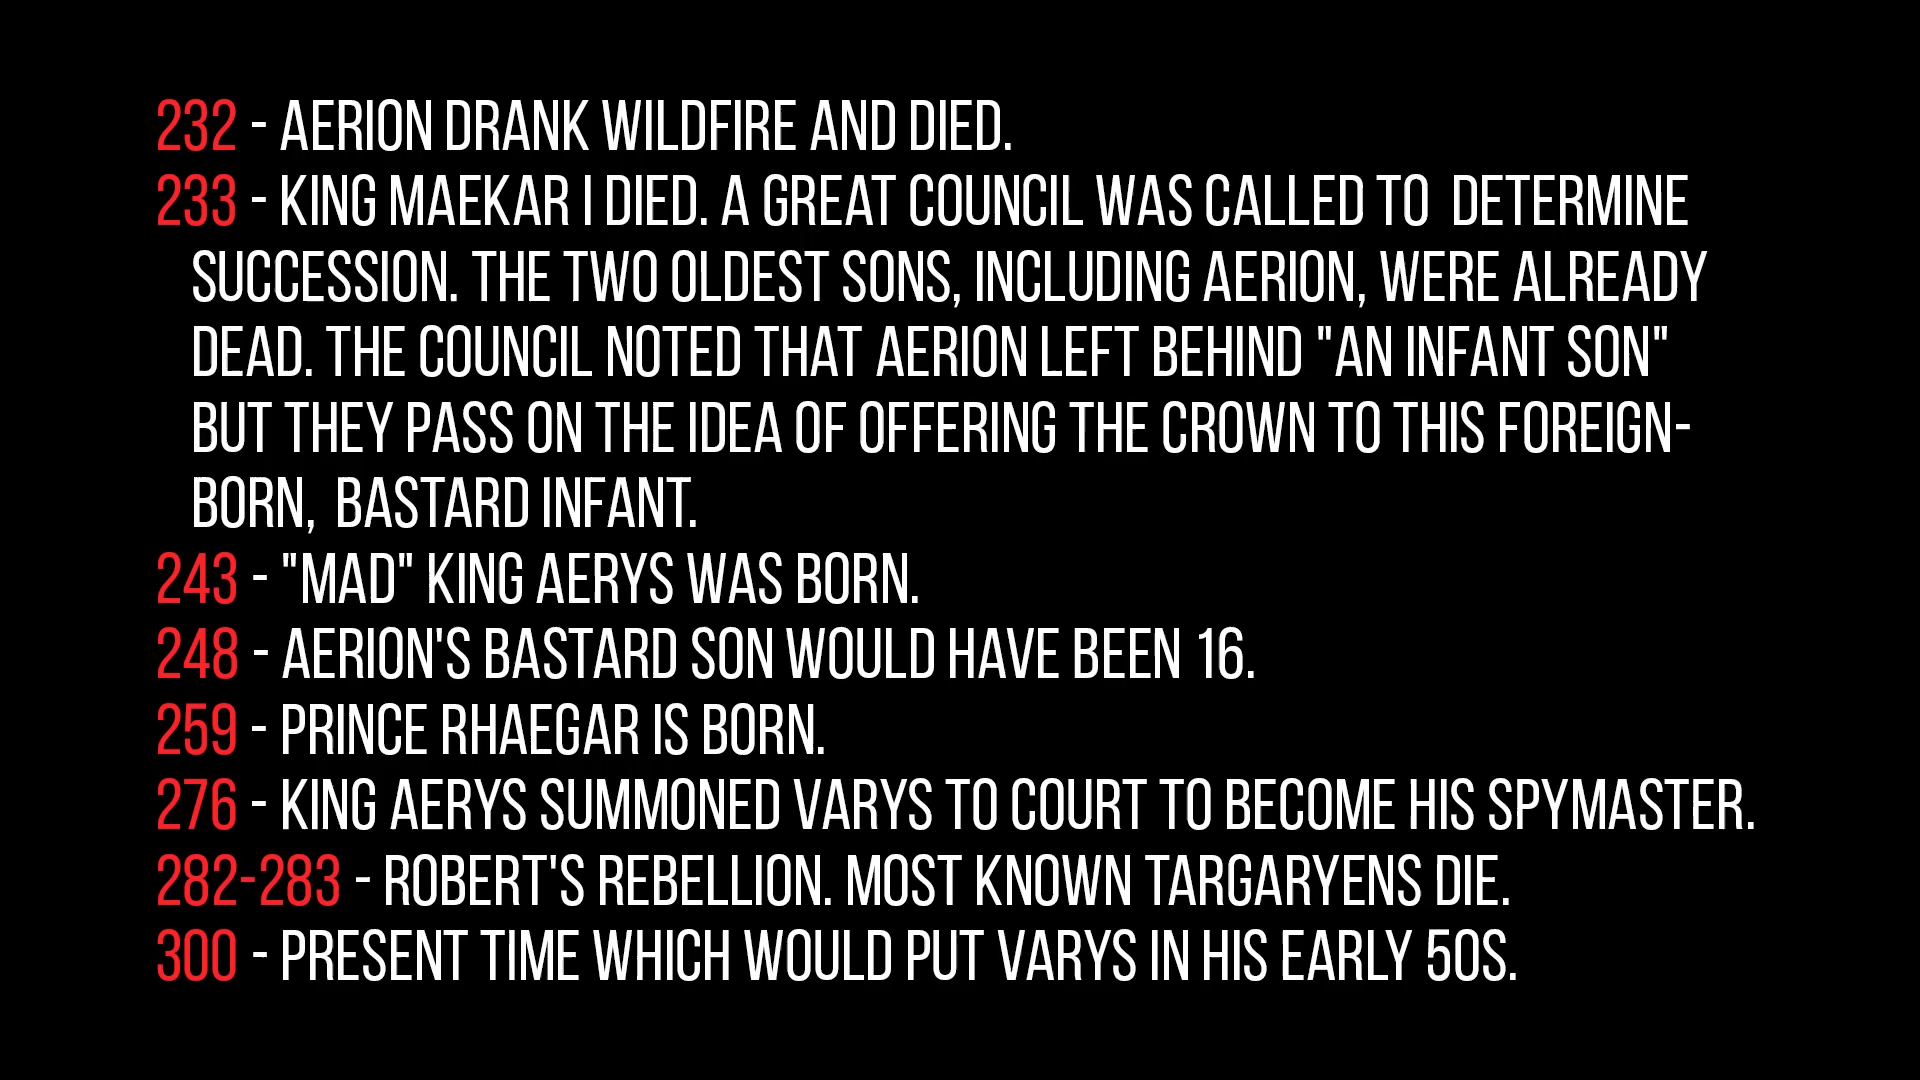 232 - AERION DRANK WILDFIRE AND DIED.
233 - KING MAEKAR I DIED. A GREAT COUNCIL WAS CALLED TO DETERMINE
SUCCESSION. THE TWO OLDEST SONS, INCLUDING AERION, WERE ALREADY
DEAD. THE COUNCIL NOTED THAT AERION LEFT BEHIND "AN INFANT SON"
BUT THEY PASS ON THE IDEA OF OFFERING THE CROWN TO THIS FOREIGN-
BORN, BASTARD INFANT.
243 - "MAD" KING AERYS WAS BORN.
248 - AERION'S BASTARD SON WOULD HAVE BEEN 16.
259 - PRINCE RHAEGAR IS BORN.
276 - KING AERYS SUMMONED VARYS TO COURT TO BECOME HIS SPYMASTER.
282-283 - ROBERT'S REBELLION. MOST KNOWN TARGARYENS DIE.
300 - PRESENT TIME WHICH WOULD PUT VARYS IN HIS EARLY 50S.